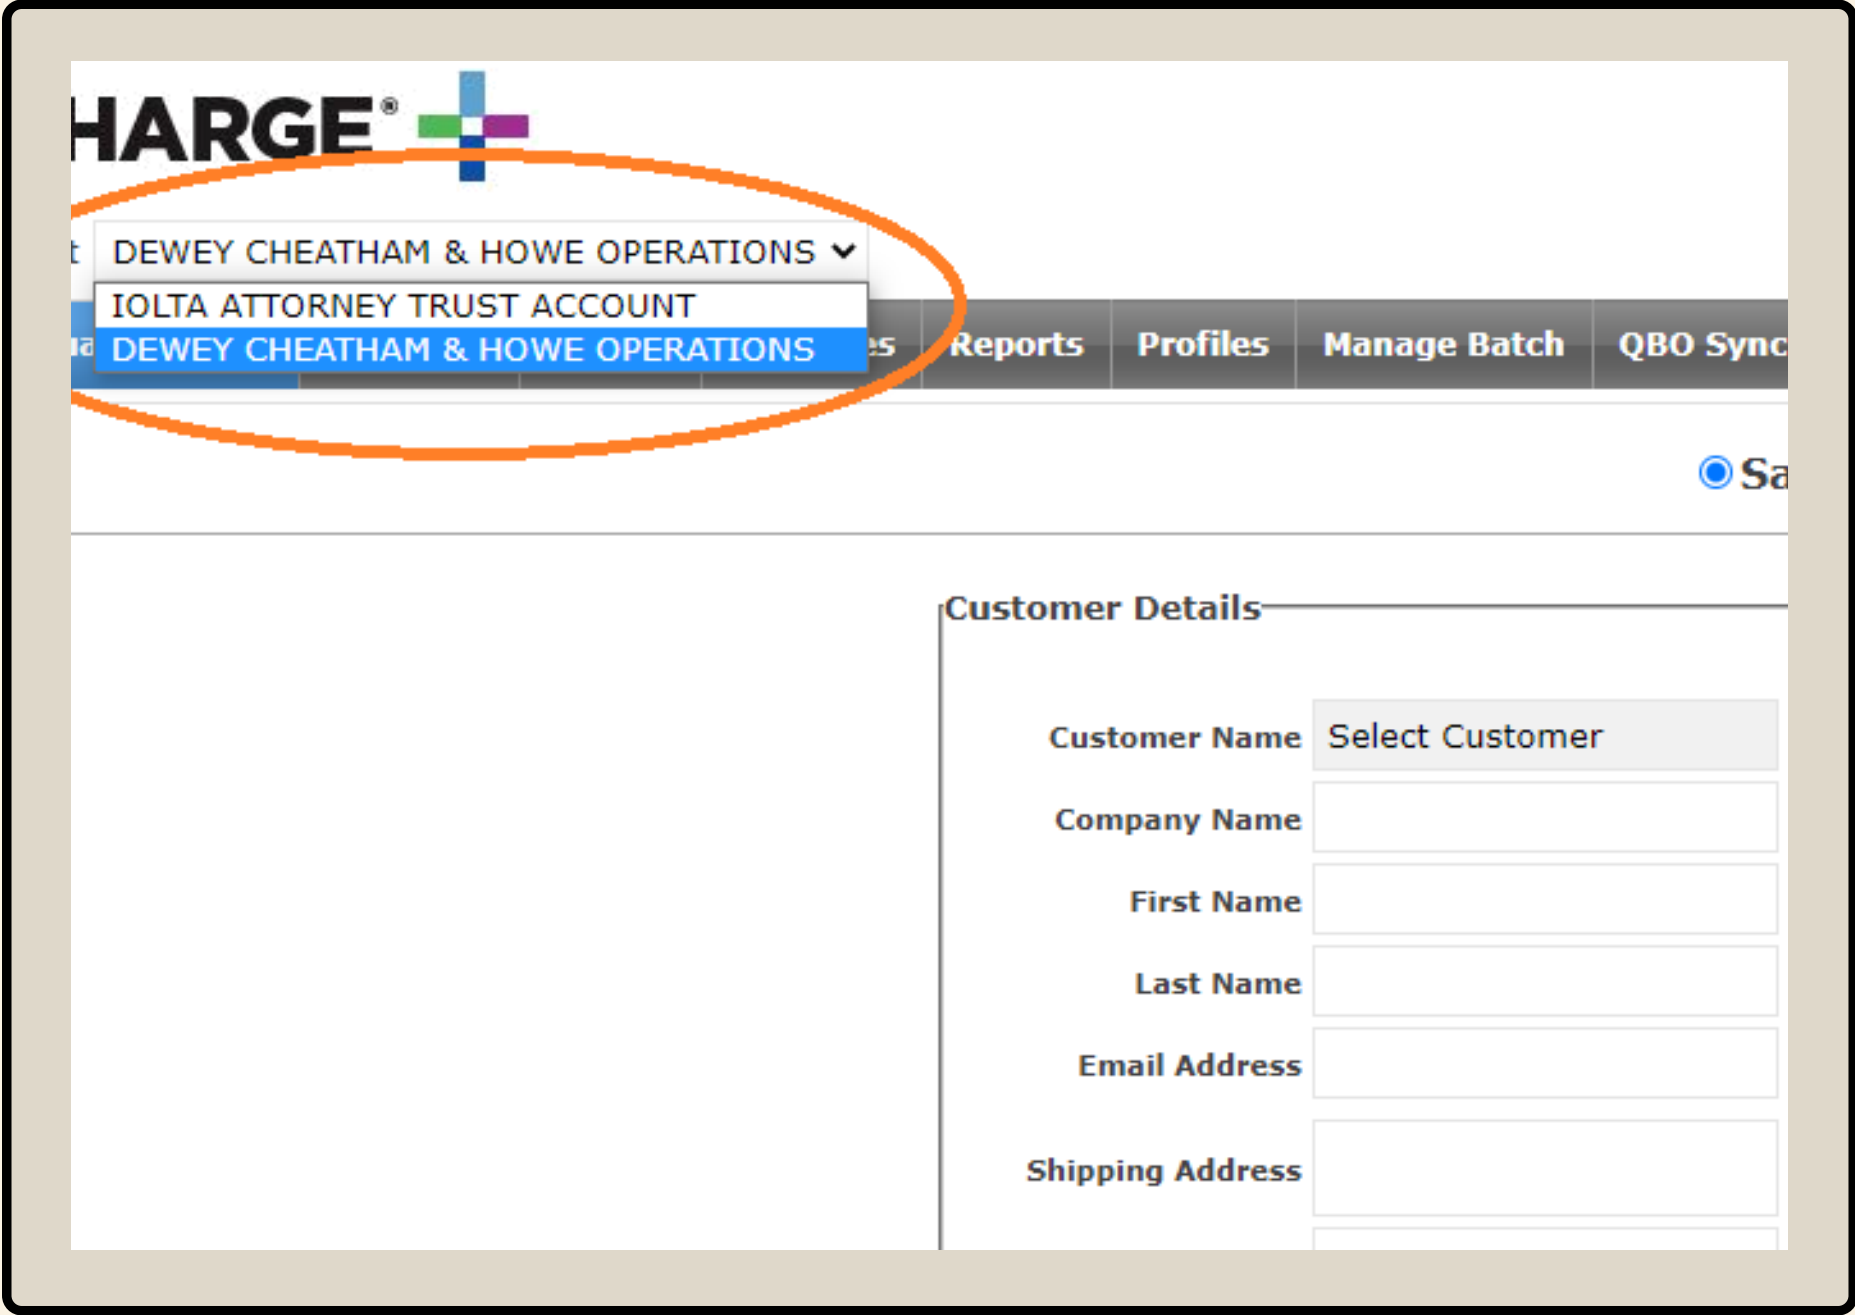 HARGE®
DEWEY CHEATHAM & HOWE OPERATIONS
IOLTA ATTORNEY TRUST ACCOUNT
DEWEY CHEATHAM & HOWE OPERATIONS
Reports Profiles Manage Batch QBO Sync
Customer Details
Customer Name Select Customer
Company Name
First Name
Last Name
Email Address
Shipping Address